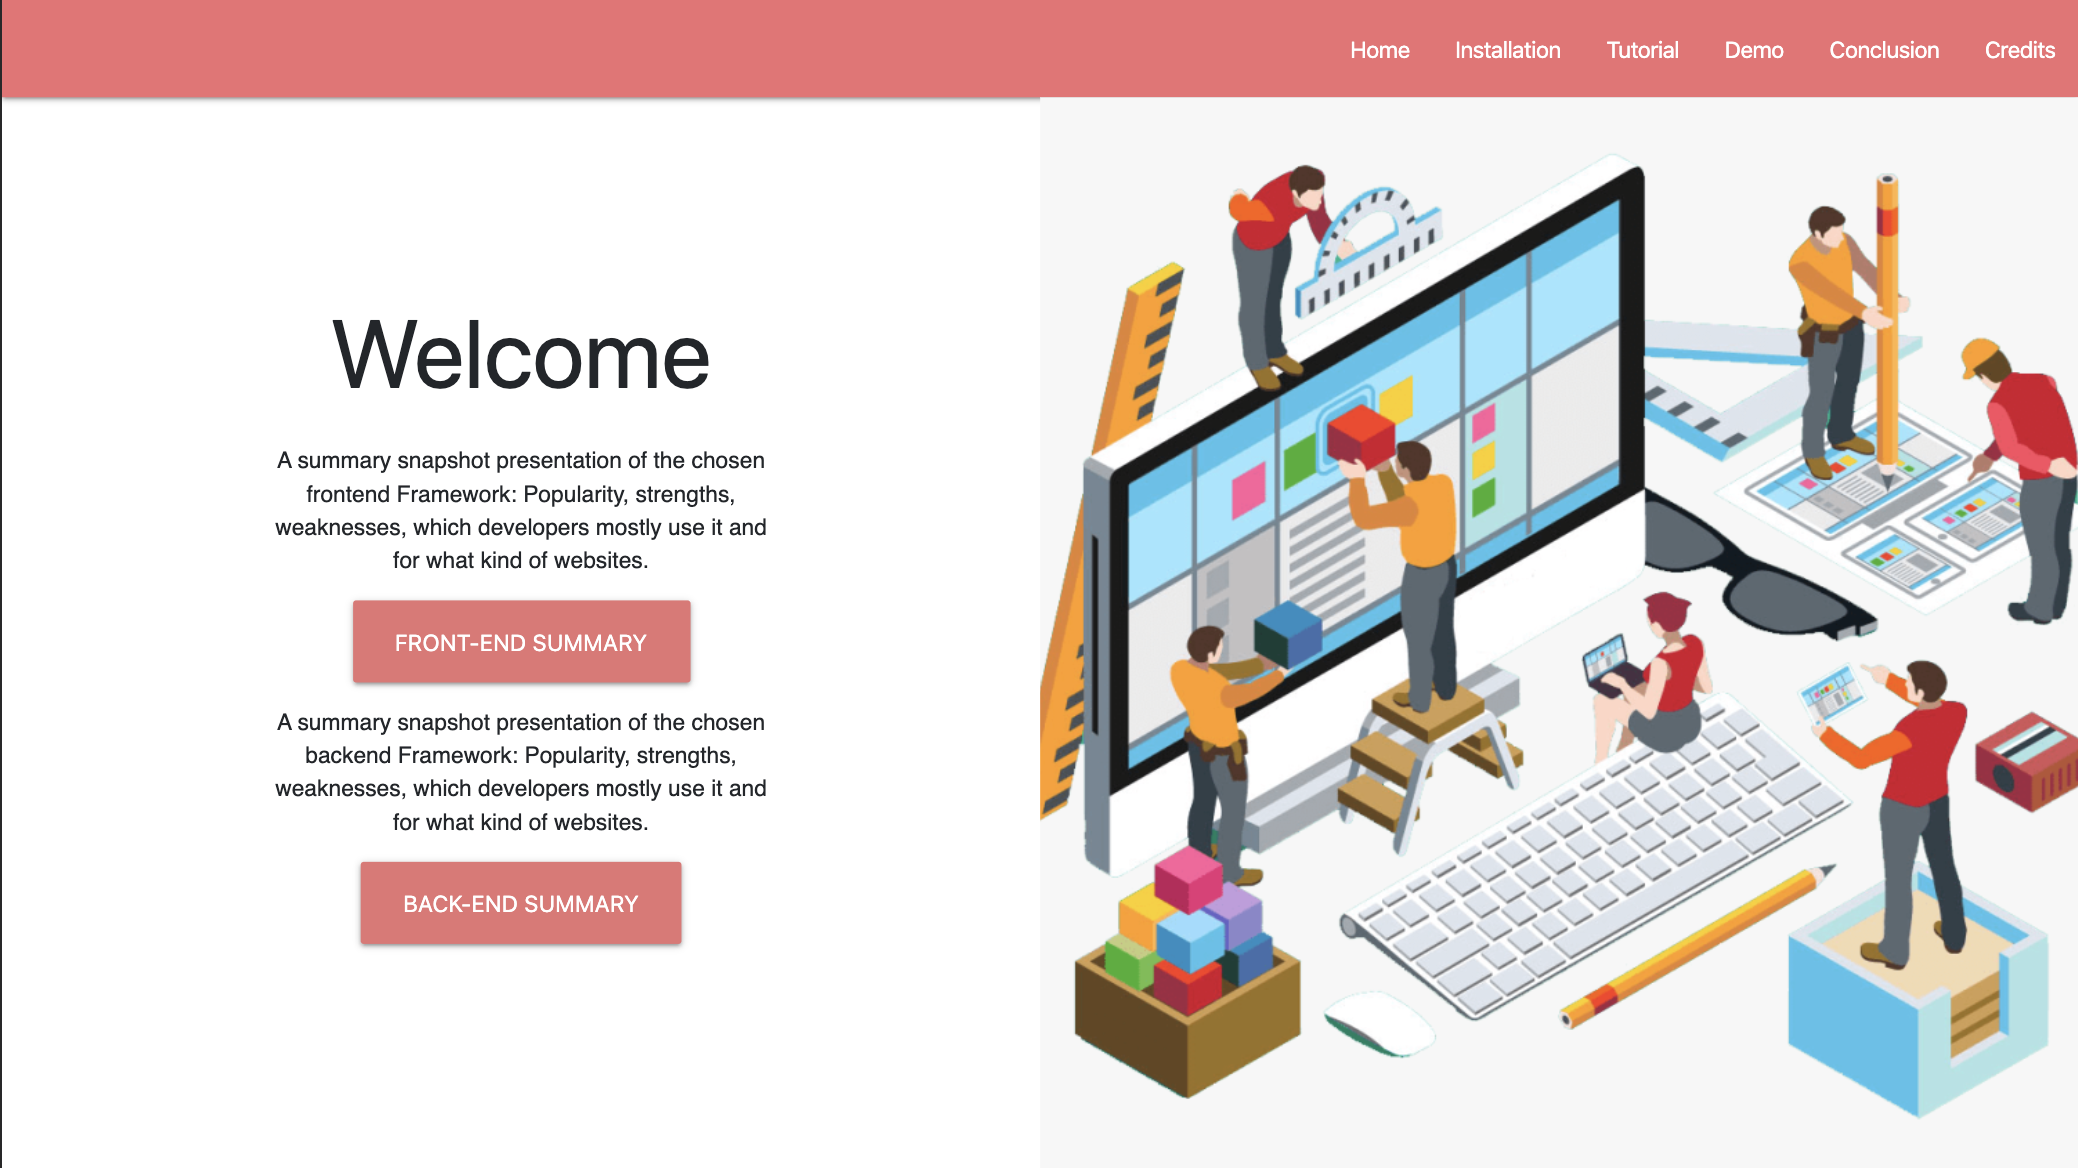 Home Installation Tutorial Demo Conclusion Credits
Welcome
A summary snapshot presentation of the chosen
frontend Framework: Popularity, strengths,
weaknesses, which developers mostly use it and
for what kind of websites.
FRONT-END SUMMARY
A summary snapshot presentation of the chosen
backend Framework: Popularity, strengths,
weaknesses, which developers mostly use it and
for what kind of websites.
BACK-END SUMMARY